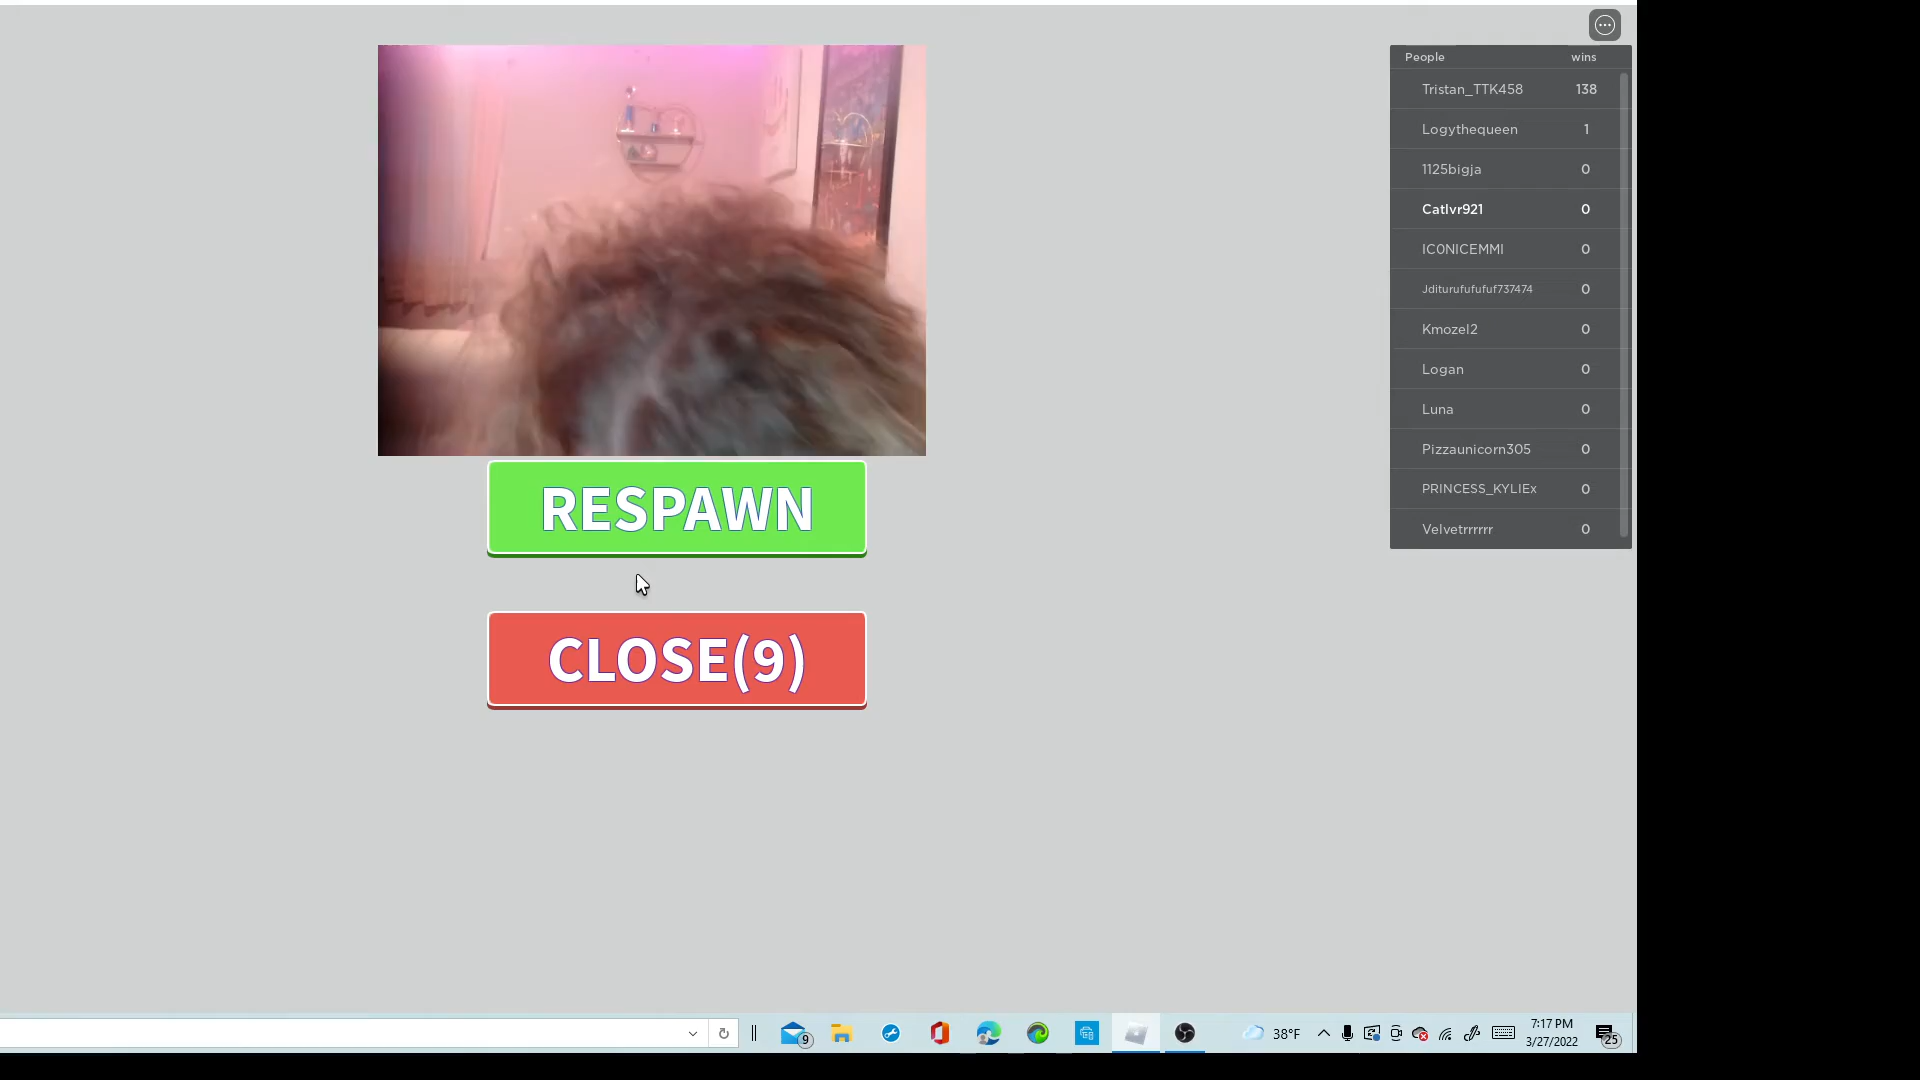 People wins
Tristan_TTK458 138
Logythequeen 1
1125bigja 0
Catlvr921 0
IC0NICEMMI 0
Jditurufufufuf737474 0
Kmozel2 0
Logan 0
Luna 0
Pizzaunicorn305 0
PRINCESS_KYLIEx 0
Velvetrrrrrr 0
RESPAWN
CLOSE(9)
9
38°F
7:17 PM
3/27/2022
25